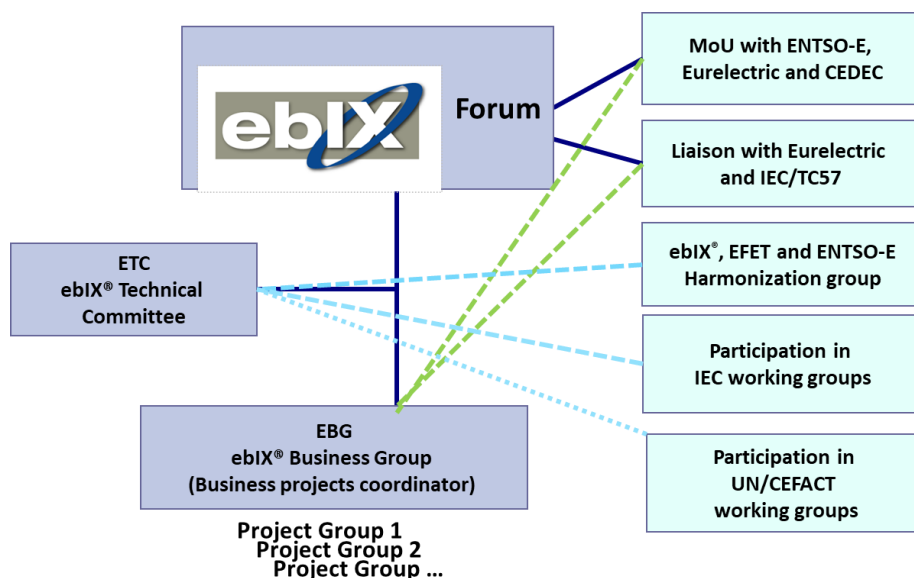 ebIX
Forum
MoU with ENTSO-E,
Eurelectric and CEDEC
Liaison with Eurelectric
and IEC/TC57
ebIX®, EFET and ENTSO-E
Harmonization group
ETC
ebIX® Technical
Committee
Participation in
IEC working groups
EBG
ebIX® Business Group
(Business projects coordinator)
Participation in
UN/CEFACT
working groups
Project Group 1
Project Group 2
Project Group ...